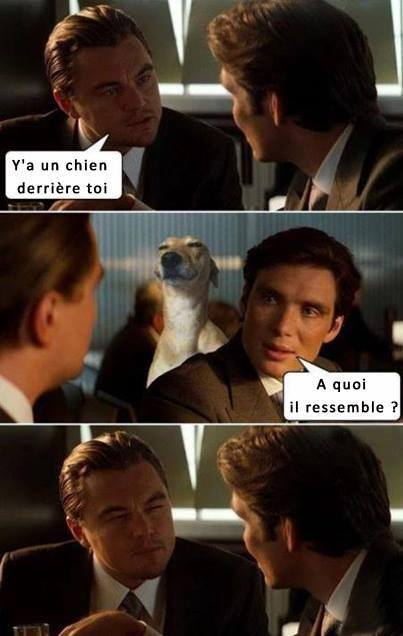 Y'a un chien
derrière toi
A quoi
il ressemble ?